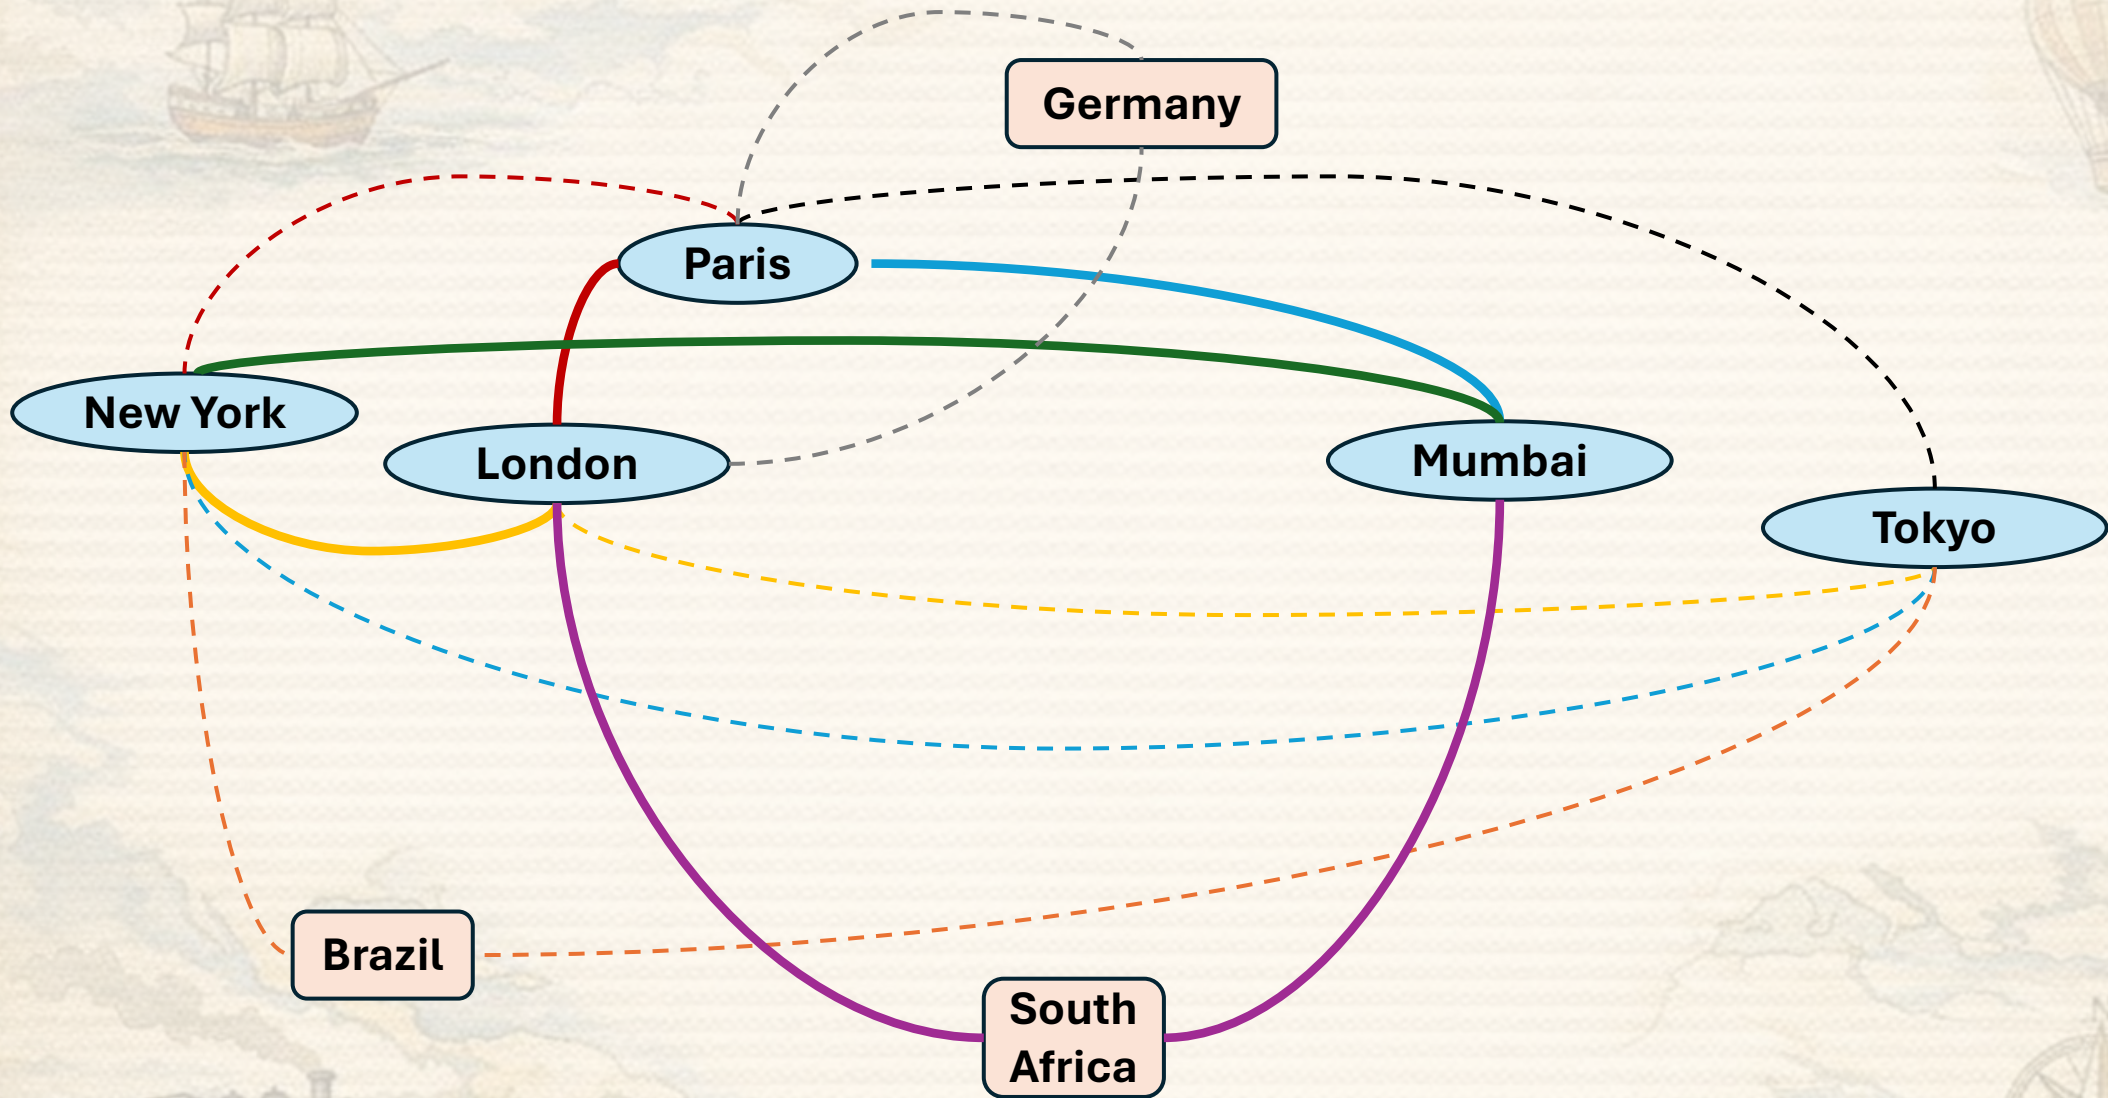 Germany
Paris
New York
London
Mumbai
Tokyo
Brazil
South
Africa